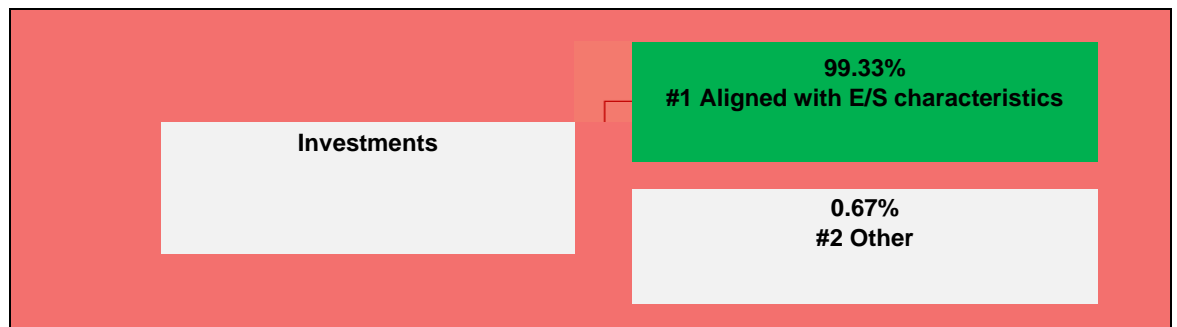 99.33%
#1 Aligned with E/S characteristics
Investments
0.67%
#2 Other